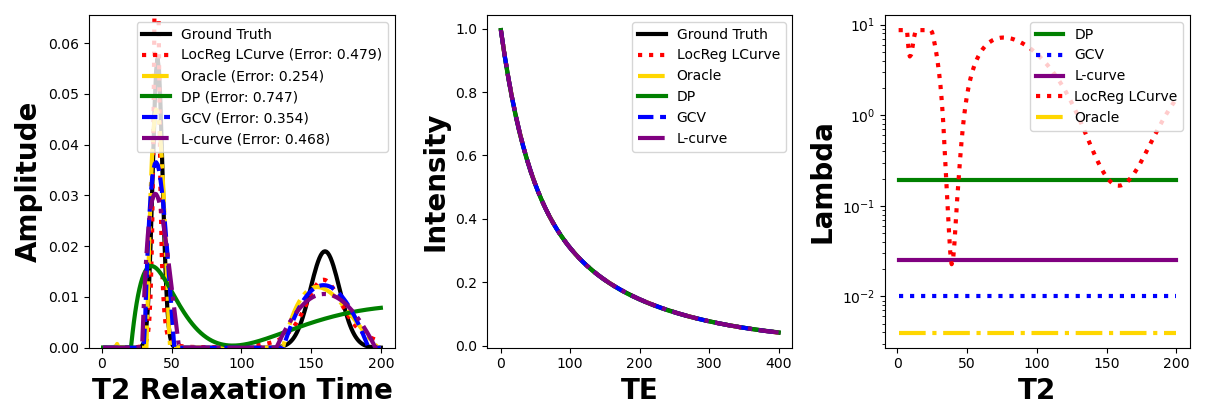 Amplitude
0.06
0.05
0.04
0.03
0.02
0.01
0.00
0 50 100 150 200
T2 Relaxation Time
Ground Truth
LocReg LCurve (Error: 0.479)
Oracle (Error: 0.254)
DP (Error: 0.747)
GCV (Error: 0.354)
L-curve (Error: 0.468)
Intensity
1.0
0.8
0.6
0.4
0.2
0.0
0 100 200 300 400
TE
Ground Truth
LocReg LCurve
Oracle
DP
GCV
L-curve
Lambda
10¹
10⁰
10⁻¹
10⁻²
0 50 100 150 200
T2
DP
GCV
L-curve
LocReg LCurve
Oracle